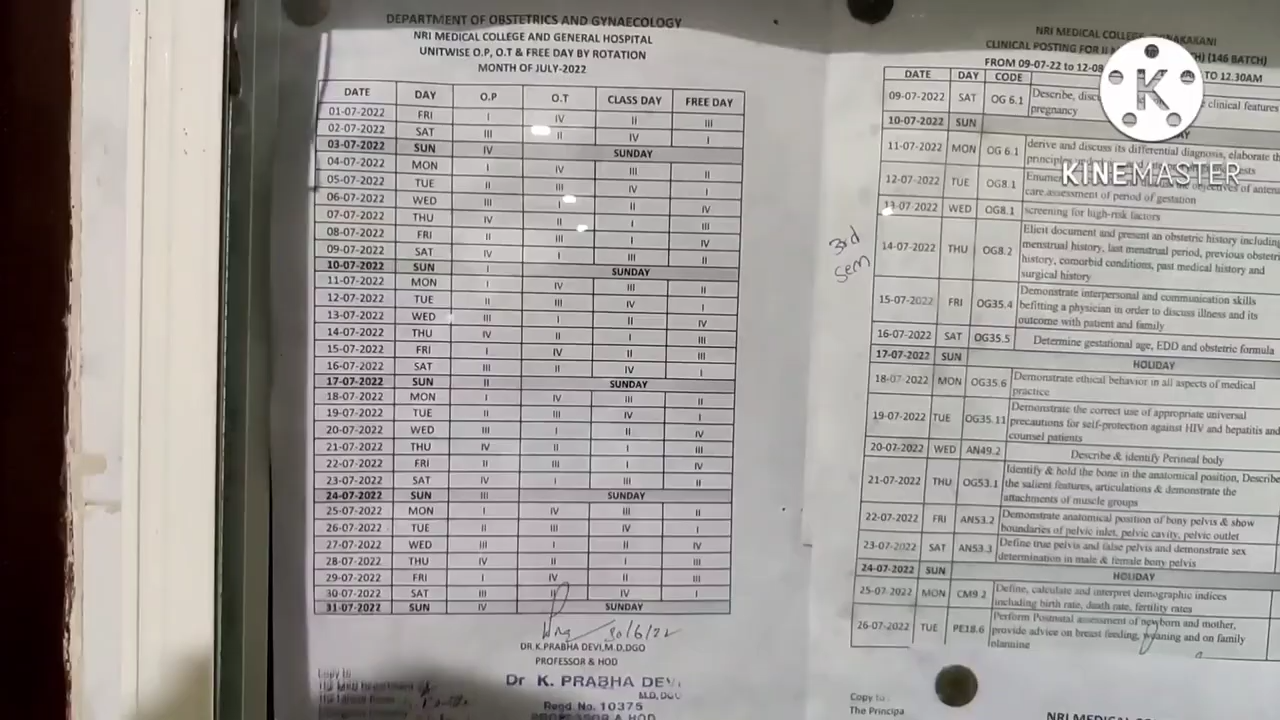 DEPARTMENT OF OBSTETRICS AND GYNAECOLOGY
NRI MEDICAL COLLEGE AND GENERAL HOSPITAL
UNITWISE O.P, O.T & FREE DAY BY ROTATION
MONTH OF JULY-2022
DATE DAY O.P O.T CLASS DAY FREE DAY
01-07-2022 FRI I IV II III
02-07-2022 SAT III II IV I
03-07-2022 SUN IV SUNDAY
04-07-2022 MON I IV III II
05-07-2022 TUE II III IV I
06-07-2022 WED III I II IV
07-07-2022 THU IV II I III
08-07-2022 FRI II III I IV
09-07-2022 SAT IV I III II
10-07-2022 SUN I SUNDAY
11-07-2022 MON I IV III II
12-07-2022 TUE II III IV I
13-07-2022 WED III I II IV
14-07-2022 THU IV II I III
15-07-2022 FRI I IV II III
16-07-2022 SAT III II IV I
17-07-2022 SUN II SUNDAY
18-07-2022 MON I IV III II
19-07-2022 TUE II III IV I
20-07-2022 WED III I II IV
21-07-2022 THU IV II I III
22-07-2022 FRI II III I IV
23-07-2022 SAT IV I III II
24-07-2022 SUN III SUNDAY
25-07-2022 MON I IV III II
26-07-2022 TUE II III IV I
27-07-2022 WED III I II IV
28-07-2022 THU IV II I III
29-07-2022 FRI I IV II III
30-07-2022 SAT III II IV I
31-07-2022 SUN IV SUNDAY
30/6/22
DR.K.PRABHA DEVI,M.D,DGO
PROFESSOR & HOD
Dr K. PRABHA DEVI
M.D, DGO
Regd. No. 10375
PROFESSOR & HOD
Copy to
3rd
sem
NRI MEDICAL
CLINICAL POSTING FOR II (146 BATCH)
FROM 09-07-22 to 12-08 TO 12.30AM
DATE DAY CODE
09-07-2022 SAT OG 6.1 Describe, clinical features
pregnancy
10-07-2022 SUN
11-07-2022 MON OG 6.1 derive and discuss its differential diagnosis, elaborate
12-07-2022 TUE OG8.1 objectives of
care assessment of period of gestation
13-07-2022 WED OG8.1 screening for high-risk factors
14-07-2022 THU OG8.2 Elicit document and present an obstetric history including
menstrual history, last menstrual period, previous
history, comorbid conditions, past medical history and
surgical history
15-07-2022 FRI OG35.4 Demonstrate interpersonal and communication skills
befitting a physician in order to discuss illness and its
outcome with patient and family
16-07-2022 SAT OG35.5 Determine gestational age, EDD and obstetric formula
17-07-2022 SUN HOLIDAY
18-07-2022 MON OG35.6 Demonstrate ethical behavior in all aspects of medical
practice
19-07-2022 TUE OG35.11 Demonstrate the correct use of appropriate universal
precautions for self-protection against HIV and hepatitis and
counsel patients
20-07-2022 WED AN49.2 Describe & identify Perineal body
21-07-2022 THU OG53.1 Identify & hold the bone in the anatomical position, Describe
the salient features, articulations & demonstrate the
attachments of muscle groups
22-07-2022 FRI AN53.2 Demonstrate anatomical position of bony pelvis & show
boundaries of pelvic inlet, pelvic cavity, pelvic outlet
23-07-2022 SAT AN53.3 Define true pelvis and false pelvis and demonstrate sex
determination in male & female bony pelvis
24-07-2022 SUN HOLIDAY
25-07-2022 MON CM9.2 Define, calculate and interpret demographic indices
including birth rate, death rate, fertility rates
26-07-2022 TUE PE18.6 Perform Postnatal assessment of newborn and mother,
provide advice on breast feeding, weaning and on family
planning
Copy to:
The Principa
K
KINEMASTER